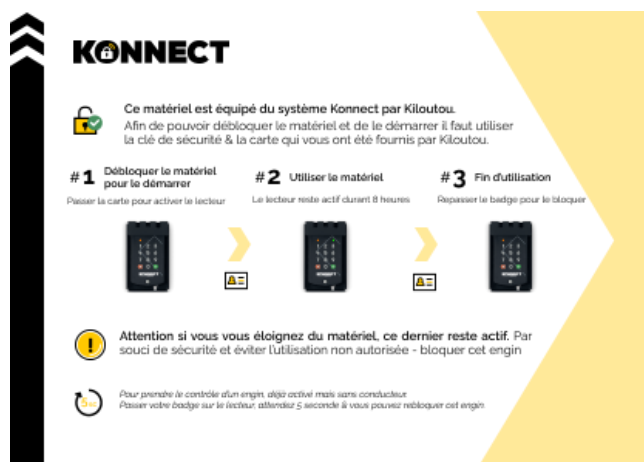 KONNECT
Ce matériel est équipé du système Konnect par Kiloutou.
Afin de pouvoir débloquer le matériel et de le démarrer il faut utiliser
la clé de sécurité & la carte qui vous ont été fournis par Kiloutou.
#1 Débloquer le matériel
pour le démarrer
Passer la carte pour activer le lecteur
#2 Utiliser le matériel
Le lecteur reste actif durant 8 heures
#3 Fin d'utilisation
Repasser le badge pour le bloquer
Attention si vous vous éloignez du matériel, ce dernier reste actif. Par
souci de sécurité et éviter l'utilisation non autorisée - bloquer cet engin
Pour prendre le contrôle d'un engin, déjà activé mais sans conducteur.
Passer votre badge sur le lecteur, attendez 5 seconde & vous pouvez rebloquer cet engin.